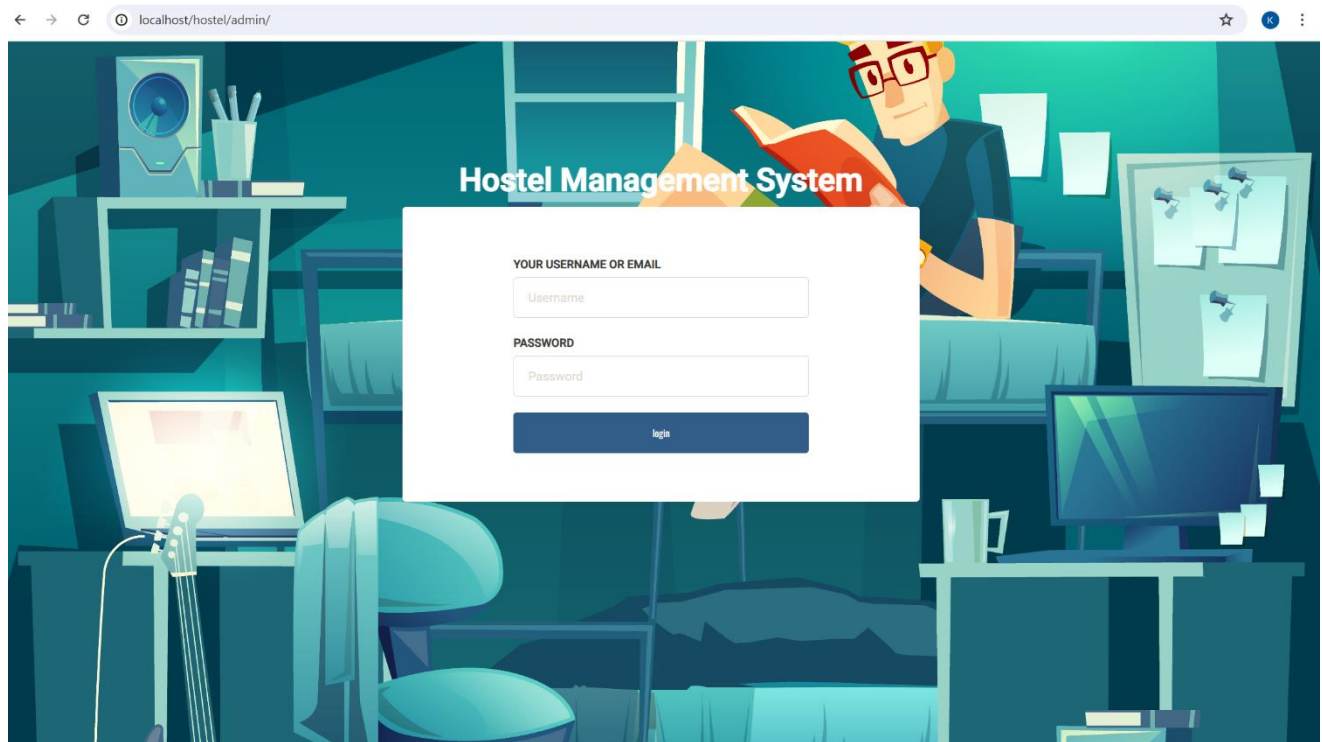 localhost/hostel/admin/
K
Hostel Management System
YOUR USERNAME OR EMAIL
Username
PASSWORD
Password
login